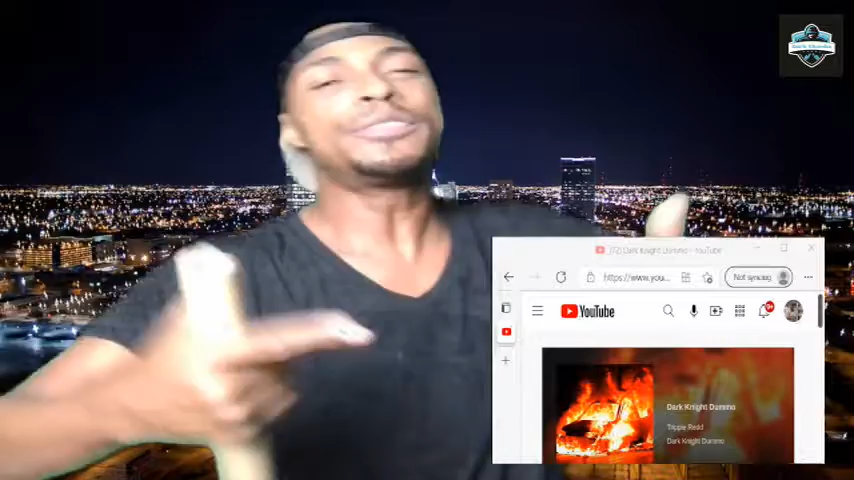 (12) Dark Knight Dummo - YouTube
https://www.you...
Not syncing
YouTube
9+
Dark Knight Dummo
Trippie Redd
Dark Knight Dummo